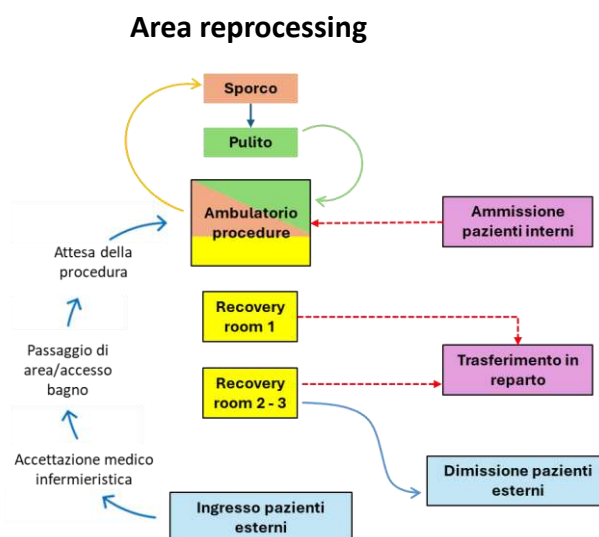 Area reprocessing
Sporco
Pulito
Ambulatorio
procedure
Ammissione
pazienti interni
Attesa della
procedura
Recovery
room 1
Passaggio di
area/accesso
bagno
Trasferimento in
reparto
Recovery
room 2 - 3
Accettazione medico
infermieristica
Dimissione pazienti
esterni
Ingresso pazienti
esterni